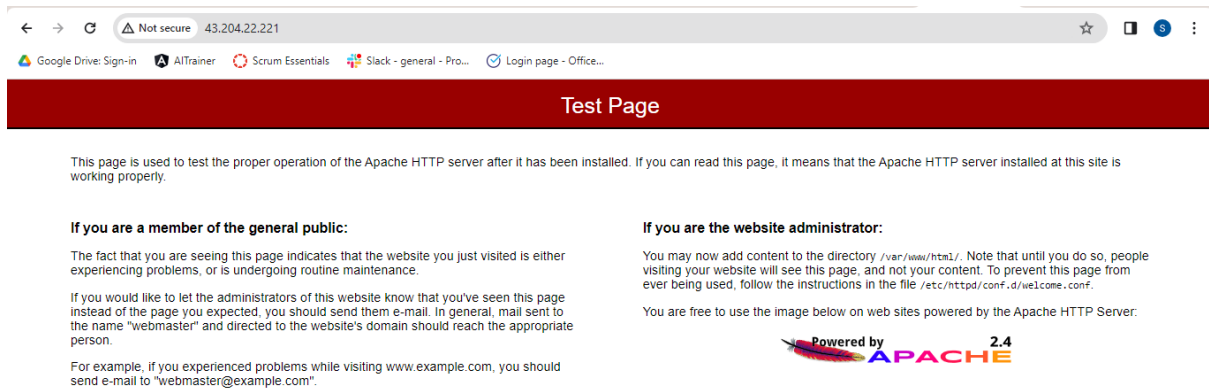 Not secure 43.204.22.221
S
Google Drive: Sign-in AITrainer Scrum Essentials Slack - general - Pro... Login page - Office...
Test Page
This page is used to test the proper operation of the Apache HTTP server after it has been installed. If you can read this page, it means that the Apache HTTP server installed at this site is
working properly.
If you are a member of the general public:
The fact that you are seeing this page indicates that the website you just visited is either
experiencing problems, or is undergoing routine maintenance.
If you would like to let the administrators of this website know that you've seen this page
instead of the page you expected, you should send them e-mail. In general, mail sent to
the name "webmaster" and directed to the website's domain should reach the appropriate
person.
For example, if you experienced problems while visiting www.example.com, you should
send e-mail to "webmaster@example.com".
If you are the website administrator:
You may now add content to the directory /var/www/html/. Note that until you do so, people
visiting your website will see this page, and not your content. To prevent this page from
ever being used, follow the instructions in the file /etc/httpd/conf.d/welcome.conf.
You are free to use the image below on web sites powered by the Apache HTTP Server:
Powered by 2.4
APACHE